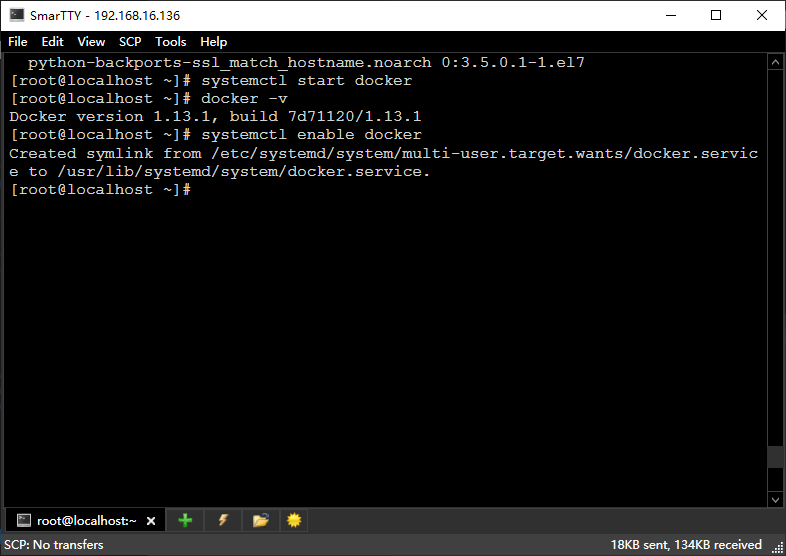 SmarTTY - 192.168.16.136
File Edit View SCP Tools Help
python-backports-ssl_match_hostname.noarch 0:3.5.0.1-1.el7
[root@localhost ~]# systemctl start docker
[root@localhost ~]# docker -v
Docker version 1.13.1, build 7d71120/1.13.1
[root@localhost ~]# systemctl enable docker
Created symlink from /etc/systemd/system/multi-user.target.wants/docker.servic
e to /usr/lib/systemd/system/docker.service.
[root@localhost ~]#
root@localhost:~
SCP: No transfers 18KB sent, 134KB received